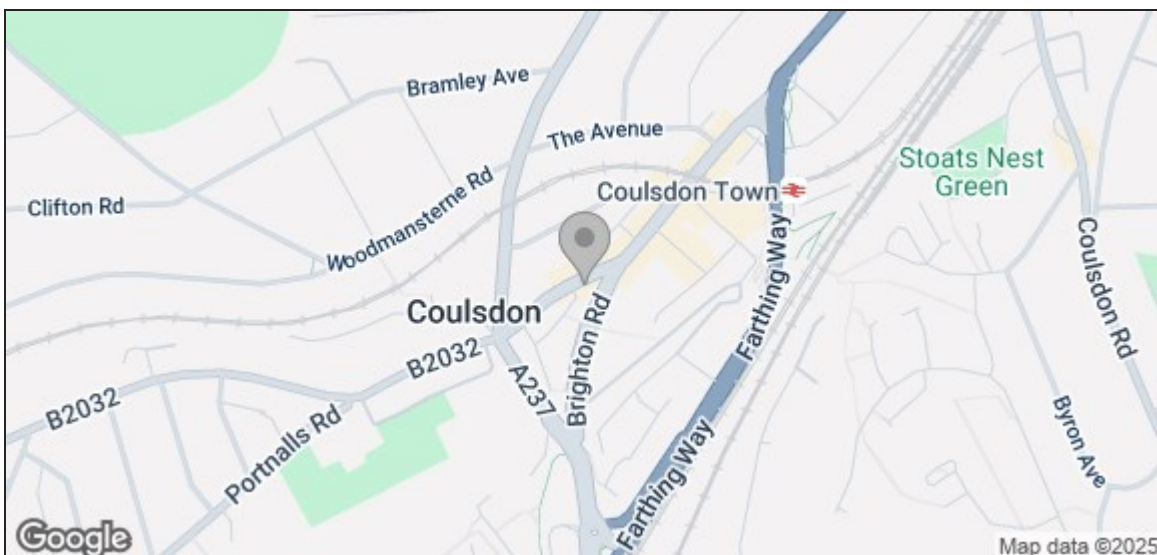 Bramley Ave
The Avenue
Stoats Nest
Green
Coulsdon Town
Clifton Rd
Woodmansterne Rd
Coulsdon Rd
Farthing Way
Coulsdon
Brighton Rd
B2032
A237
B2032
Portnalls Rd
Byron Ave
Farthing Way
Google
Map data ©2025